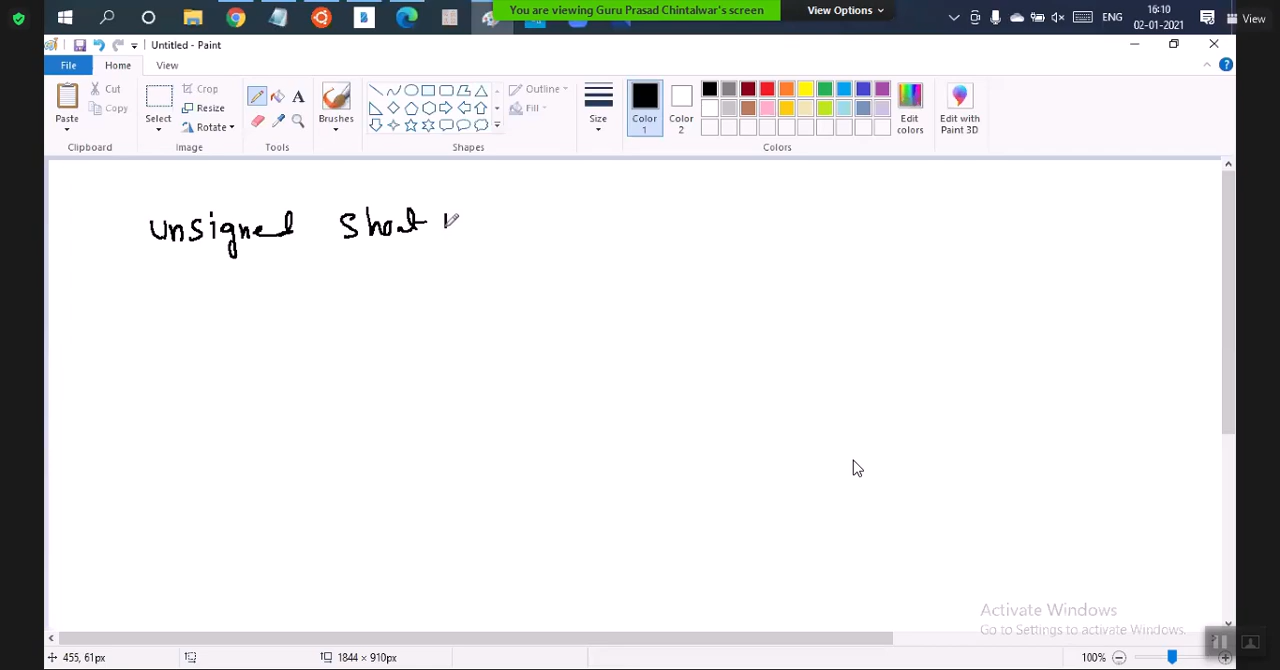 You are viewing Guru Prasad Chintalwar's screen
View Options
ENG
16:10
02-01-2021
View
Untitled - Paint
File
Home
View
Paste
Cut
Copy
Clipboard
Select
Crop
Resize
Rotate
Image
A
Tools
Brushes
Shapes
Outline
Fill
Size
Color 1
Color 2
Edit colors
Colors
Edit with Paint 3D
unsigned short
Activate Windows
Go to Settings to activate Windows.
455, 61px
1844 × 910px
100%